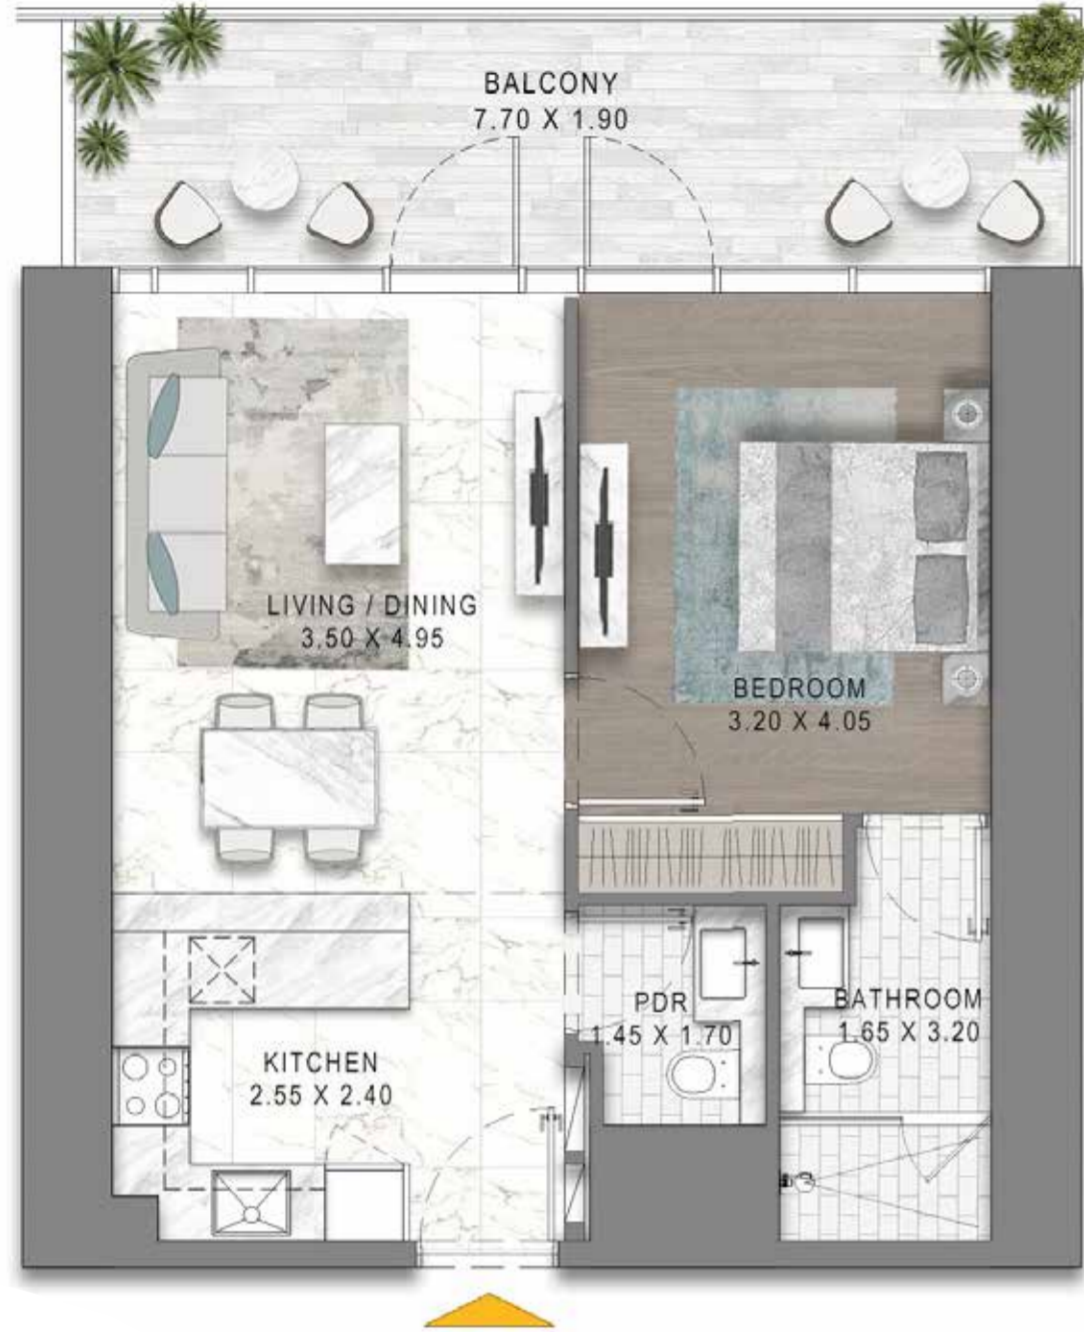 BALCONY
7.70 X 1.90
LIVING / DINING
3.50 X 4.95
BEDROOM
3.20 X 4.05
PDR
1.45 X 1.70
BATHROOM
1.65 X 3.20
KITCHEN
2.55 X 2.40